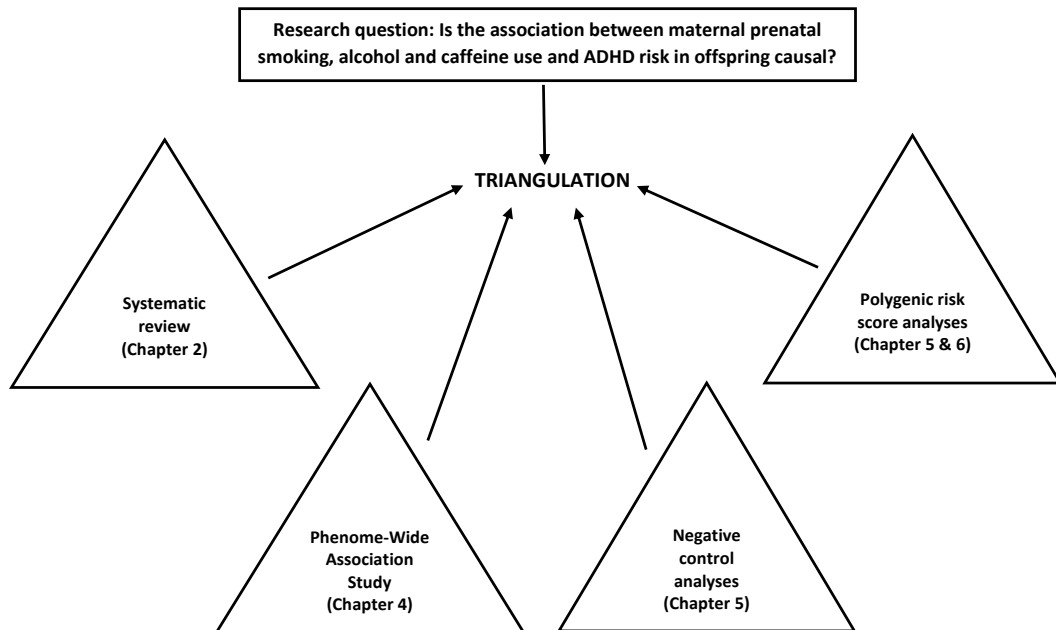 Research question: Is the association between maternal prenatal
smoking, alcohol and caffeine use and ADHD risk in offspring causal?
TRIANGULATION
Systematic
review
(Chapter 2)
Polygenic risk
score analyses
(Chapter 5 & 6)
Phenome-Wide
Association
Study
(Chapter 4)
Negative
control
analyses
(Chapter 5)